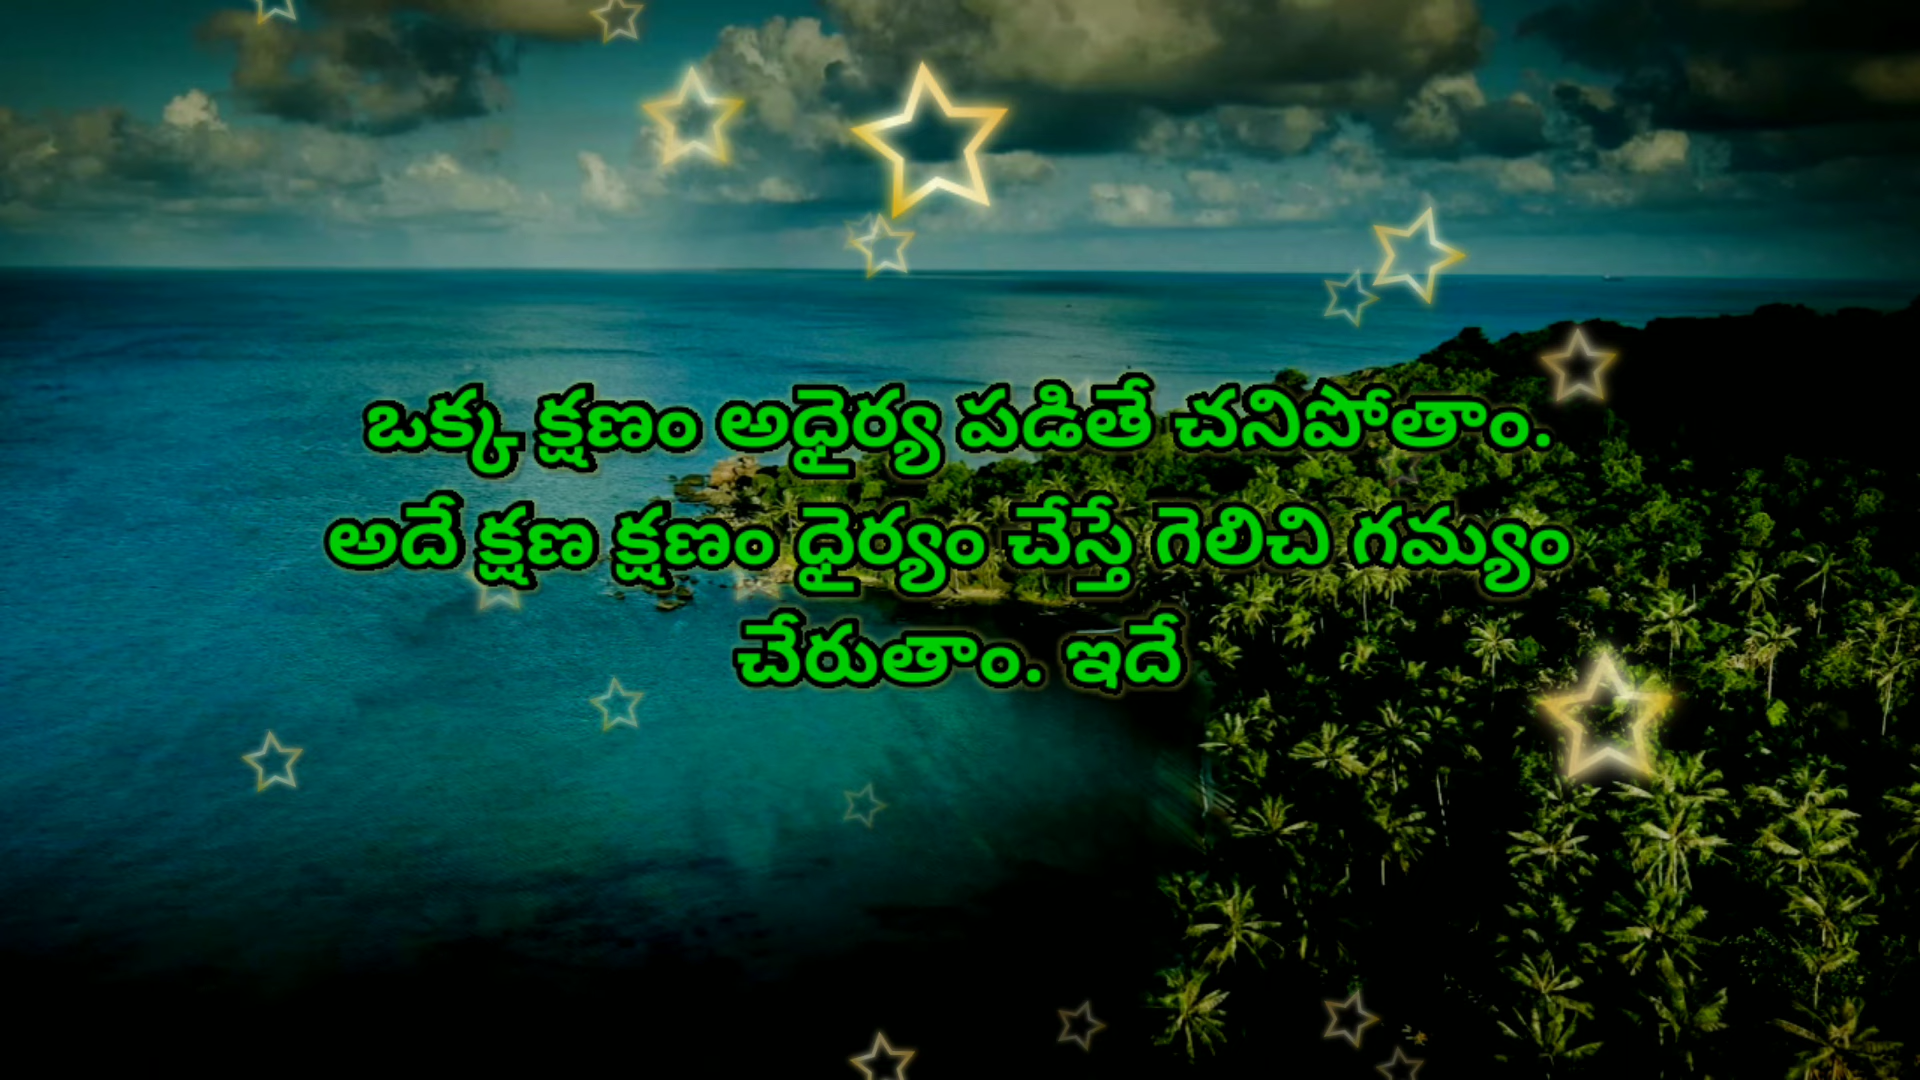 ఒక్క క్షణం అధైర్య పడితే చనిపోతాం.
అదే క్షణ క్షణం ధైర్యం చేస్తే గెలిచి గమ్యం
చేరుతాం. ఇదే